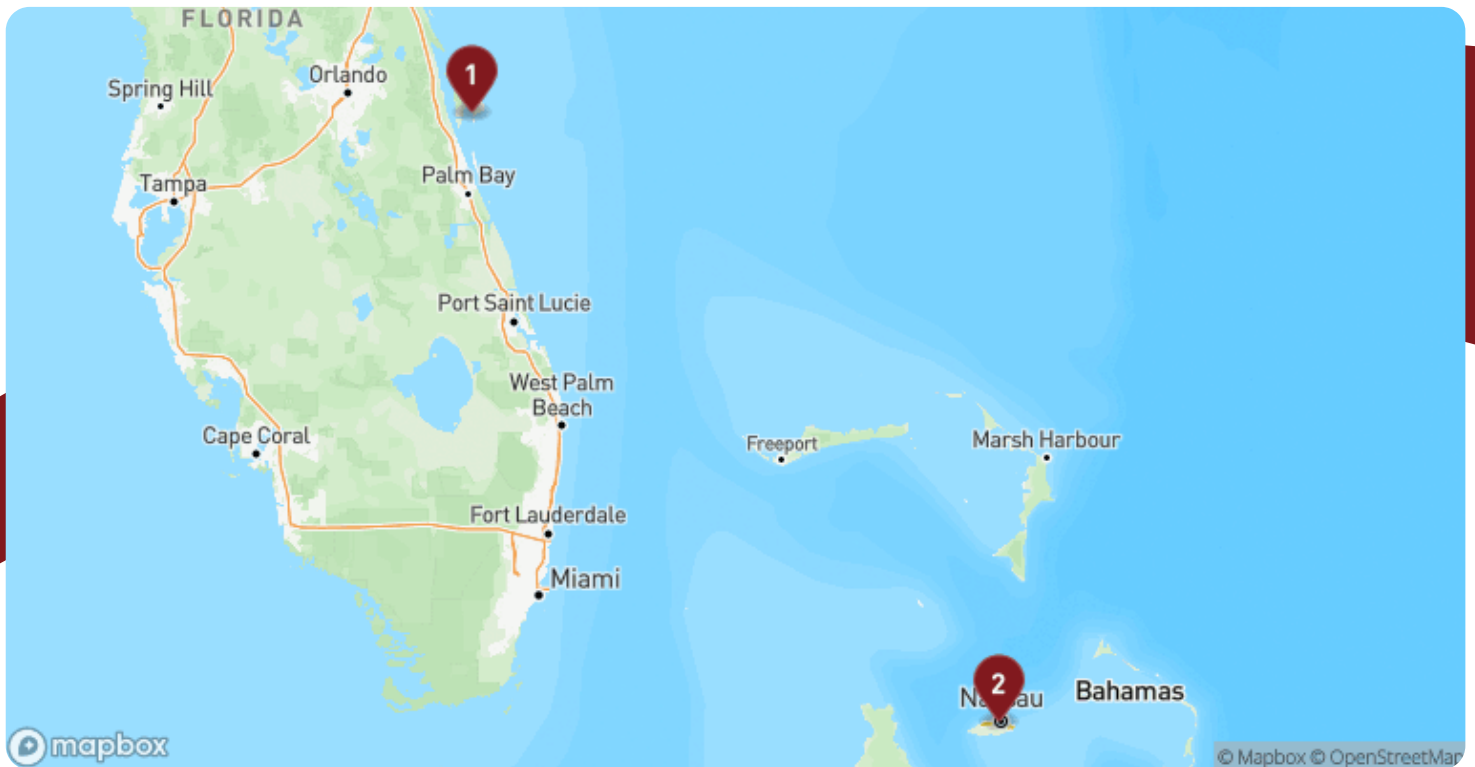 FLORIDA
1
Orlando
Spring Hill
Palm Bay
Tampa
Port Saint Lucie
West Palm
Beach
Cape Coral
Freeport
Marsh Harbour
Fort Lauderdale
Miami
2
Bahamas
mapbox
© Mapbox © OpenStreetMap